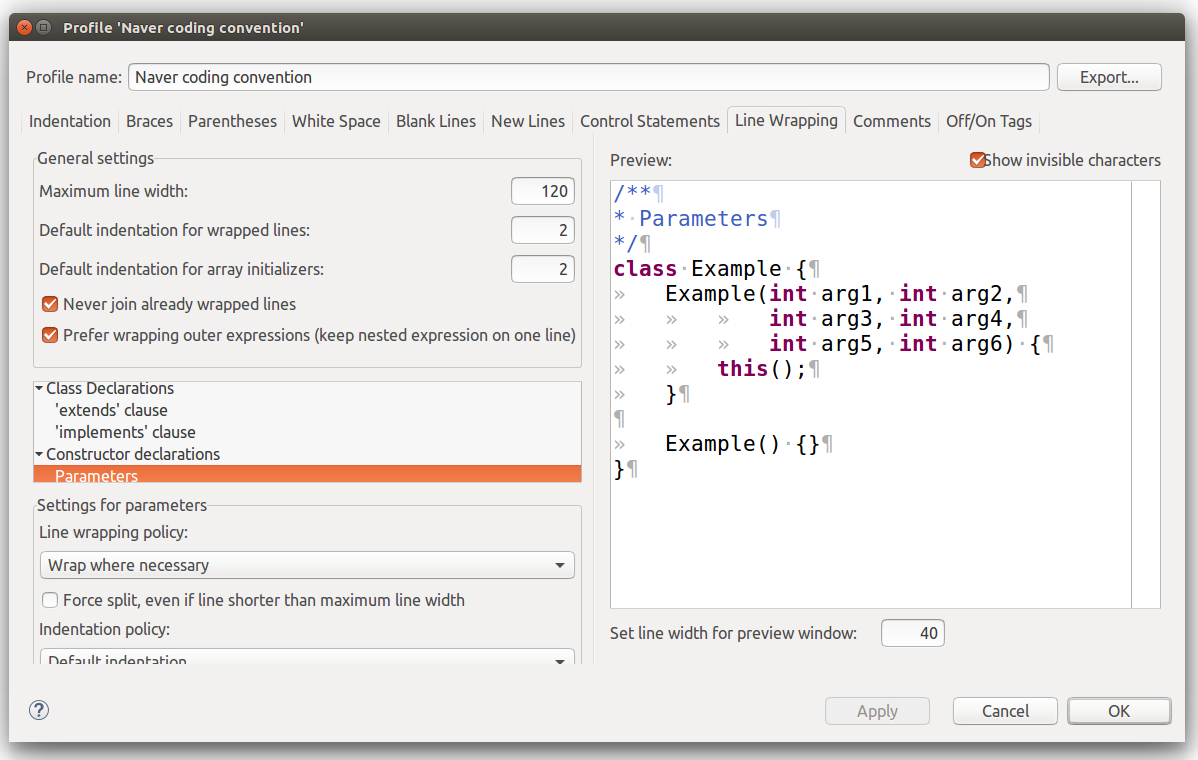 Profile 'Naver coding convention'
Profile name: Naver coding convention Export...
Indentation Braces Parentheses White Space Blank Lines New Lines Control Statements Line Wrapping Comments Off/On Tags
General settings
Maximum line width: 120
Default indentation for wrapped lines: 2
Default indentation for array initializers: 2
Never join already wrapped lines
Prefer wrapping outer expressions (keep nested expression on one line)
Class Declarations
'extends' clause
'implements' clause
Constructor declarations
Parameters
Settings for parameters
Line wrapping policy:
Wrap where necessary
Force split, even if line shorter than maximum line width
Indentation policy:
Default indentation
Preview: Show invisible characters
/**¶
*·Parameters¶
*/¶
class·Example·{¶
»   Example(int·arg1,·int·arg2,¶
»   »   »   int·arg3,·int·arg4,¶
»   »   »   int·arg5,·int·arg6)·{¶
»   »   this();¶
»   }¶
¶
»   Example()·{}¶
}¶
Set line width for preview window: 40
? Apply Cancel OK